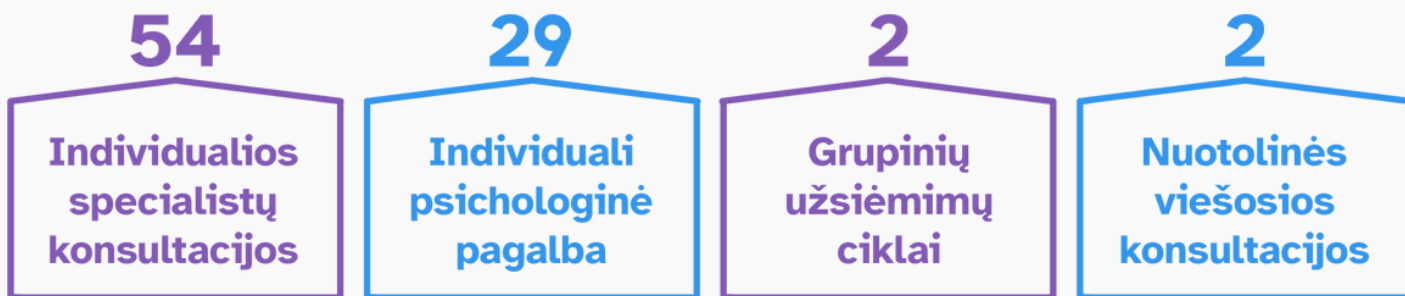 54
Individualios
specialistų
konsultacijos
29
Individuali
psichologinė
pagalba
2
Grupinių
užsiėmimų
ciklai
2
Nuotolinės
viešosios
konsultacijos